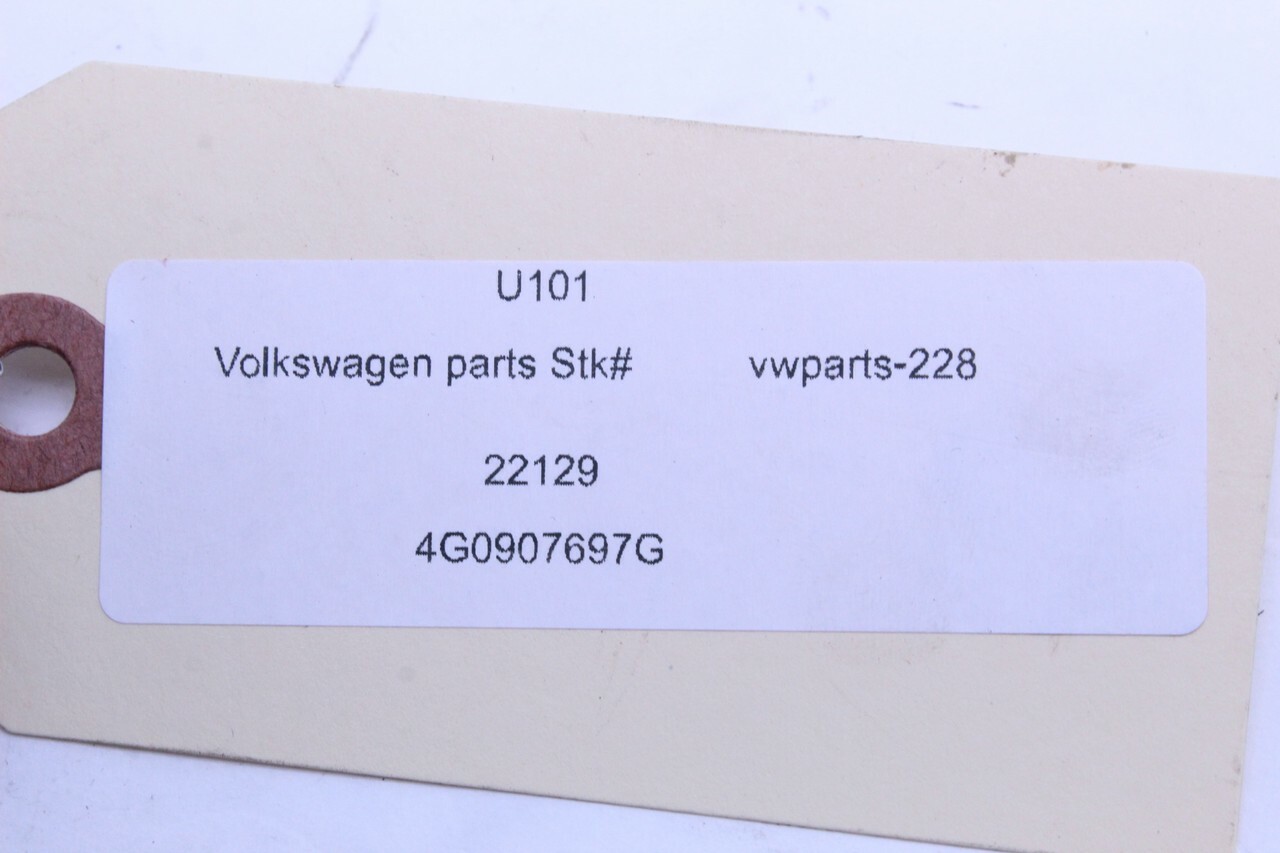 U101
Volkswagen parts Stk# vwparts-228
22129
4G0907697G